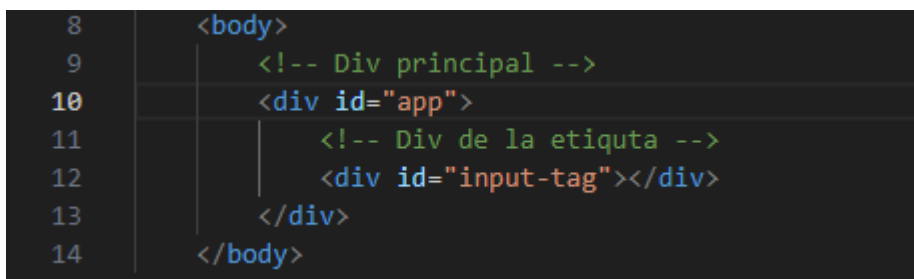 8 <body>
9 <!-- Div principal -->
10 <div id="app">
11 <!-- Div de la etiquta -->
12 <div id="input-tag"></div>
13 </div>
14 </body>